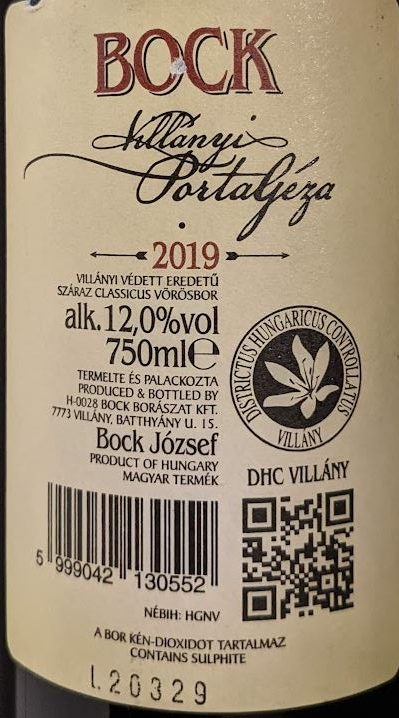 BOCK
Villányi
PortaGéza
2019
VILLÁNYI VÉDETT EREDETŰ
SZÁRAZ CLASSICUS VÖRÖSBOR
alk. 12,0%vol
750ml℮
TERMELTE ÉS PALACKOZTA
PRODUCED & BOTTLED BY
H-0028 BOCK BORÁSZAT KFT.
7773 VILLÁNY, BATTHYÁNY U. 15.
Bock József
PRODUCT OF HUNGARY
MAGYAR TERMÉK
DISTRICTUS HUNGARICUS CONTROLLATUS
VILLÁNY
DHC VILLÁNY
5 999042 130552
NÉBIH: HGNV
A BOR KÉN-DIOXIDOT TARTALMAZ
CONTAINS SULPHITE
L20329